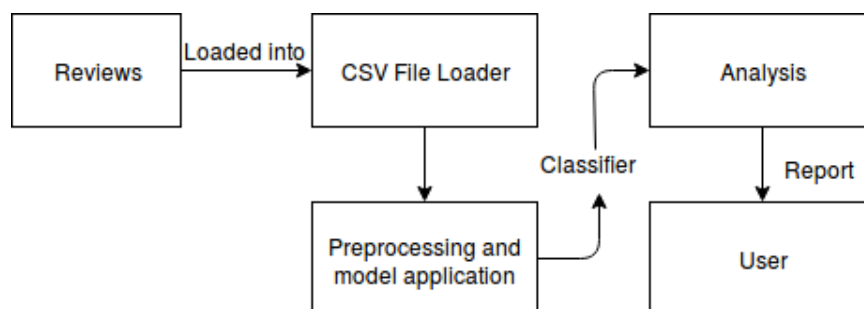 Reviews
Loaded into
CSV File Loader
Analysis
Classifier
Report
Preprocessing and
model application
User